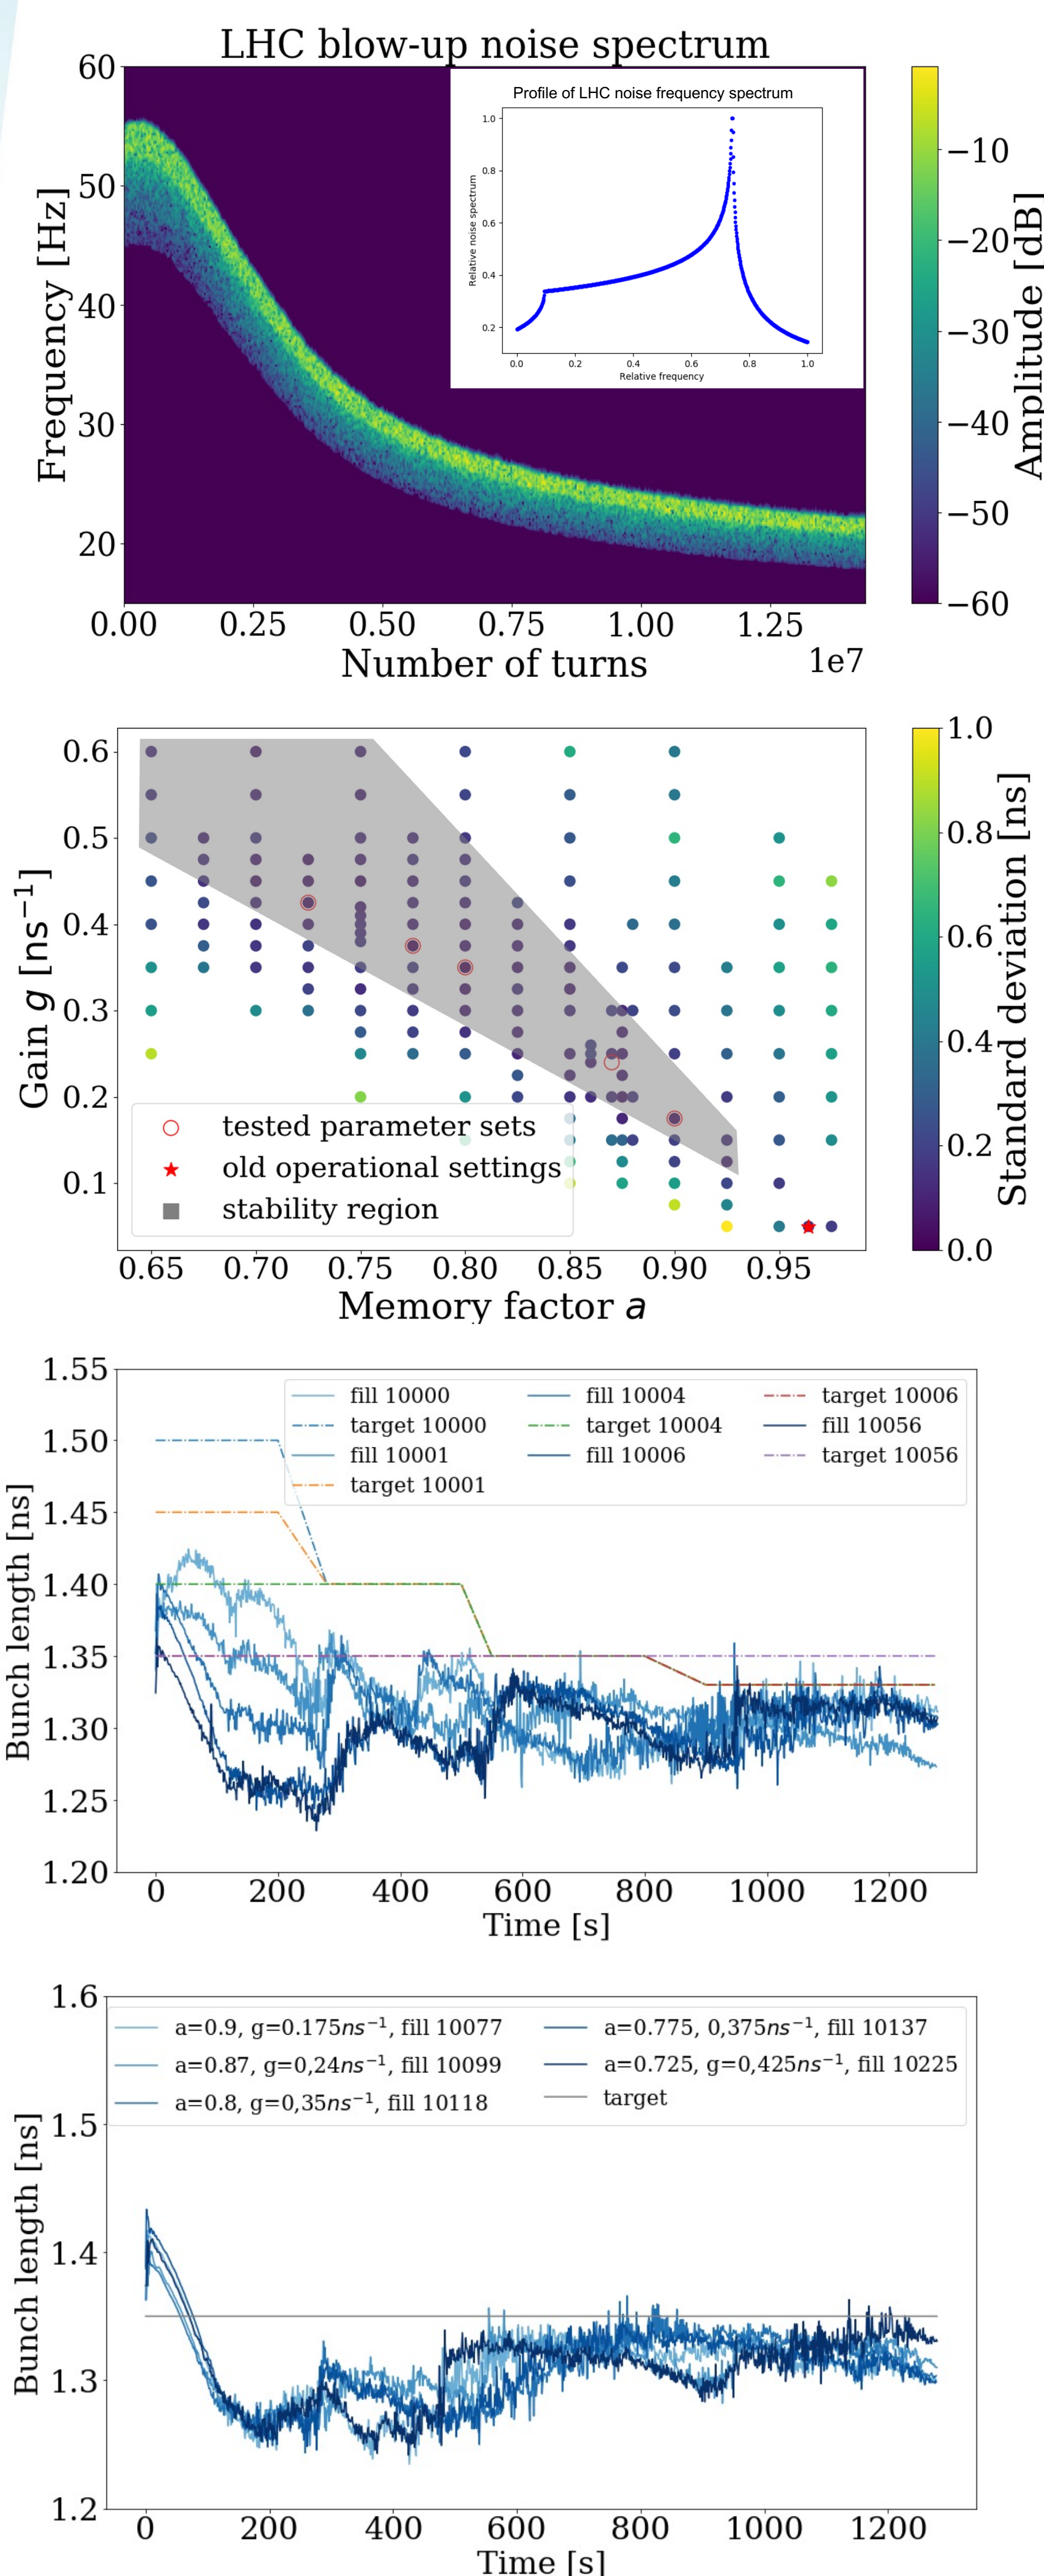 LHC blow-up noise spectrum
60
50
40
30
20
Frequency [Hz]
0.00 0.25 0.50 0.75 1.00 1.25
1e7
Number of turns
Profile of LHC noise frequency spectrum
1.0
0.8
0.6
0.4
0.2
Relative noise spectrum
0.0 0.2 0.4 0.6 0.8 1.0
Relative frequency
−10
−20
−30
−40
−50
−60
Amplitude [dB]
0.6
0.5
0.4
0.3
0.2
0.1
Gain g [ns⁻¹]
tested parameter sets
old operational settings
stability region
0.65 0.70 0.75 0.80 0.85 0.90 0.95
Memory factor a
1.0
0.8
0.6
0.4
0.2
0.0
Standard deviation [ns]
1.55
1.50
1.45
1.40
1.35
1.30
1.25
1.20
Bunch length [ns]
fill 10000
target 10000
fill 10001
target 10001
fill 10004
target 10004
fill 10006
target 10006
fill 10056
target 10056
0 200 400 600 800 1000 1200
Time [s]
1.6
1.5
1.4
1.3
1.2
Bunch length [ns]
a=0.9, g=0.175ns⁻¹, fill 10077
a=0.87, g=0,24ns⁻¹, fill 10099
a=0.8, g=0,35ns⁻¹, fill 10118
a=0.775, 0,375ns⁻¹, fill 10137
a=0.725, g=0,425ns⁻¹, fill 10225
target
0 200 400 600 800 1000 1200
Time [s]